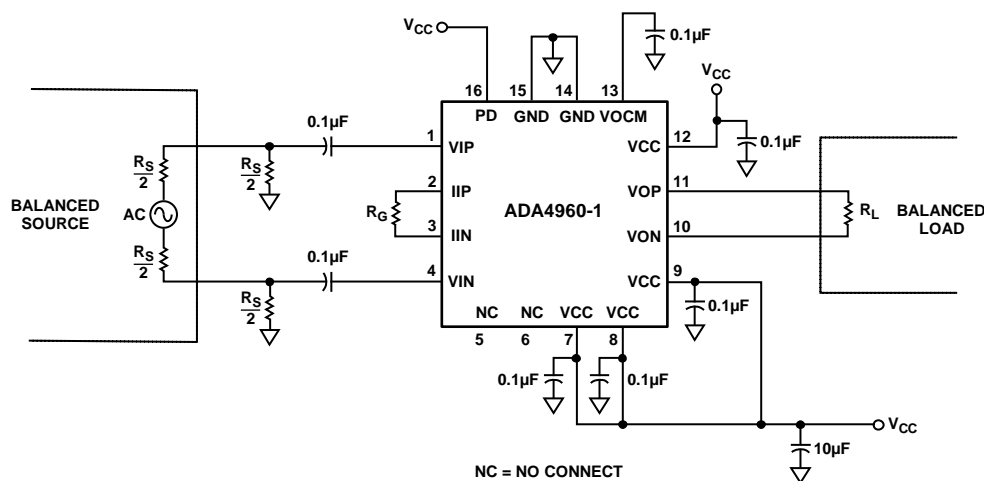 VCC
0.1µF
VCC
16
15
14
13
PD
GND
GND
VOCM
0.1µF
1
VIP
VCC
12
0.1µF
RS
2
RS
2
2
IIP
VOP
11
BALANCED
SOURCE
AC
RG
ADA4960-1
RL
BALANCED
LOAD
3
IIN
VON
10
RS
2
0.1µF
4
VIN
VCC
9
RS
2
0.1µF
NC
NC
VCC
VCC
5
6
7
8
0.1µF
0.1µF
VCC
10µF
NC = NO CONNECT